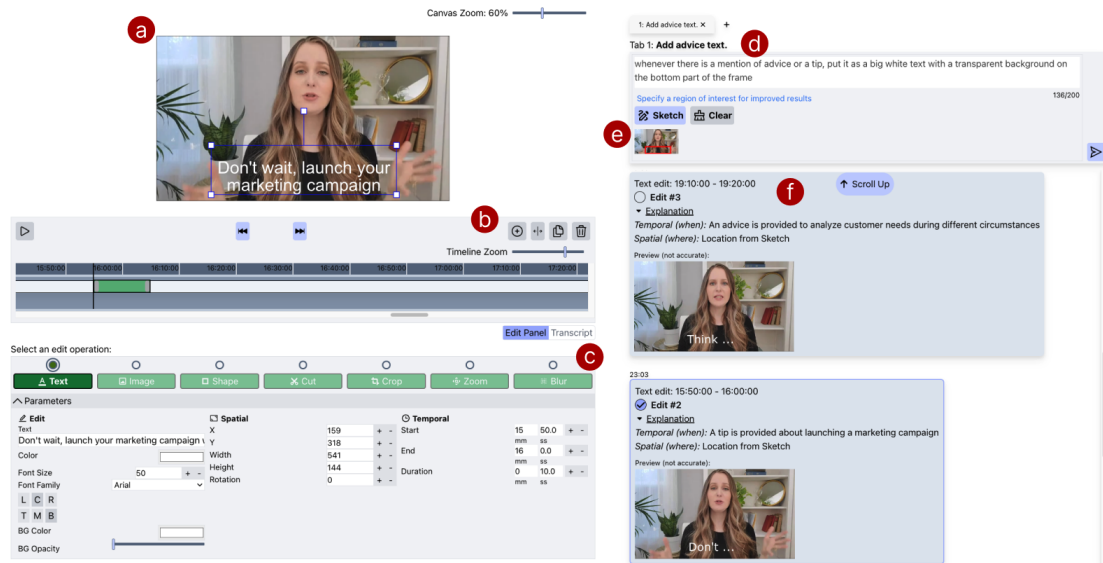 Canvas Zoom: 60%
a
Don't wait, launch your
marketing campaign
b
Timeline Zoom
15:50:00 16:00:00 16:10:00 16:20:00 16:30:00 16:40:00 16:50:00 17:00:00 17:10:00 17:20:00
Edit Panel Transcript
Select an edit operation:
c
Text Image Shape Cut Crop Zoom Blur
Parameters
Edit Spatial Temporal
Text X 159 + - Start 15 50.0 + -
Don't wait, launch your marketing campaign Y 318 + - mm ss
Color Width 541 + - End 16 0.0 + -
Height 144 + - mm ss
Font Size 50 + - Rotation 0 + - Duration 0 10.0 + -
Font Family Arial mm ss
L C R
T M B
BG Color
BG Opacity
1: Add advice text. × +
Tab 1: Add advice text.
d
whenever there is a mention of advice or a tip, put it as a big white text with a transparent background on
the bottom part of the frame
Specify a region of interest for improved results 136/200
e
Sketch Clear
Text edit: 19:10:00 - 19:20:00
f
Scroll Up
Edit #3
Explanation
Temporal (when): An advice is provided to analyze customer needs during different circumstances
Spatial (where): Location from Sketch
Preview (not accurate):
Think ...
23:03
Text edit: 15:50:00 - 16:00:00
Edit #2
Explanation
Temporal (when): A tip is provided about launching a marketing campaign
Spatial (where): Location from Sketch
Preview (not accurate):
Don't ...